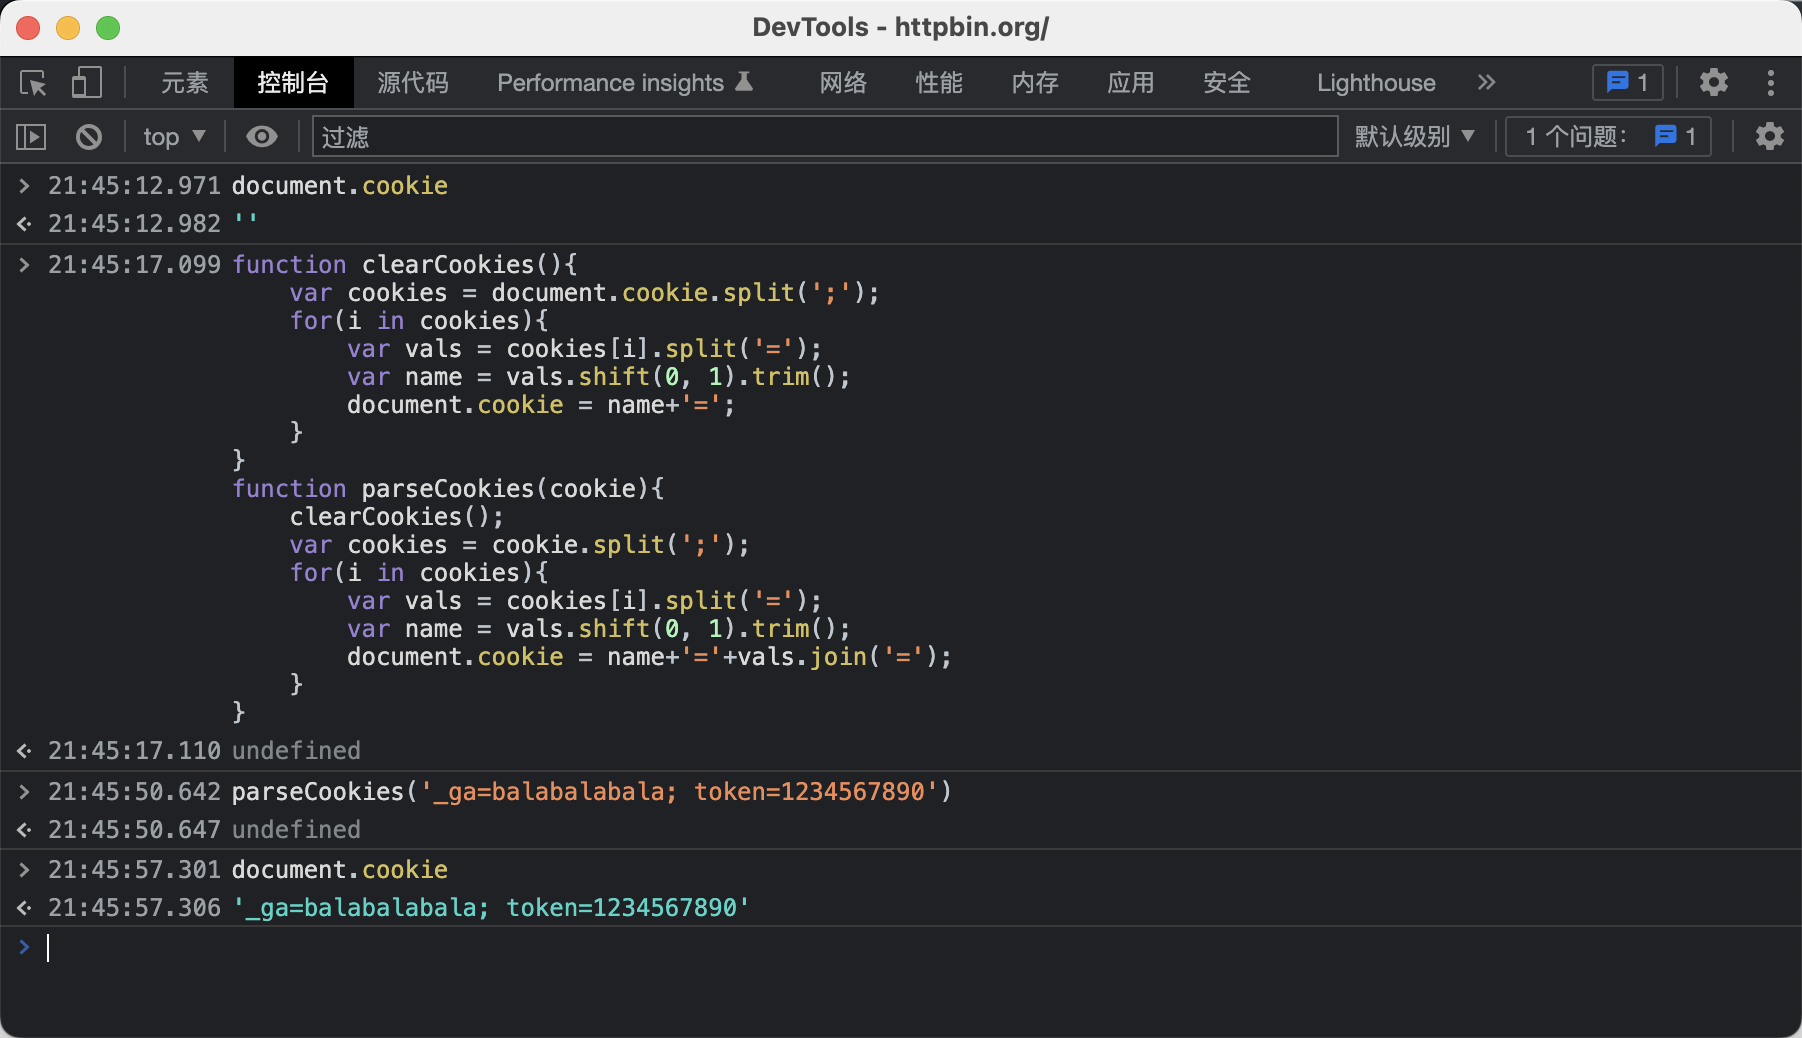 DevTools - httpbin.org/
元素 控制台 源代码 Performance insights 网络 性能 内存 应用 安全 Lighthouse » 1
top ▼ 过滤 默认级别 ▼ 1 个问题: 1
> 21:45:12.971 document.cookie
21:45:12.982 ''
> 21:45:17.099 function clearCookies(){
    var cookies = document.cookie.split(';');
    for(i in cookies){
        var vals = cookies[i].split('=');
        var name = vals.shift(0, 1).trim();
        document.cookie = name+'=';
    }
}
function parseCookies(cookie){
    clearCookies();
    var cookies = cookie.split(';');
    for(i in cookies){
        var vals = cookies[i].split('=');
        var name = vals.shift(0, 1).trim();
        document.cookie = name+'='+vals.join('=');
    }
}
21:45:17.110 undefined
> 21:45:50.642 parseCookies('_ga=balabalabala; token=1234567890')
21:45:50.647 undefined
> 21:45:57.301 document.cookie
21:45:57.306 '_ga=balabalabala; token=1234567890'
>